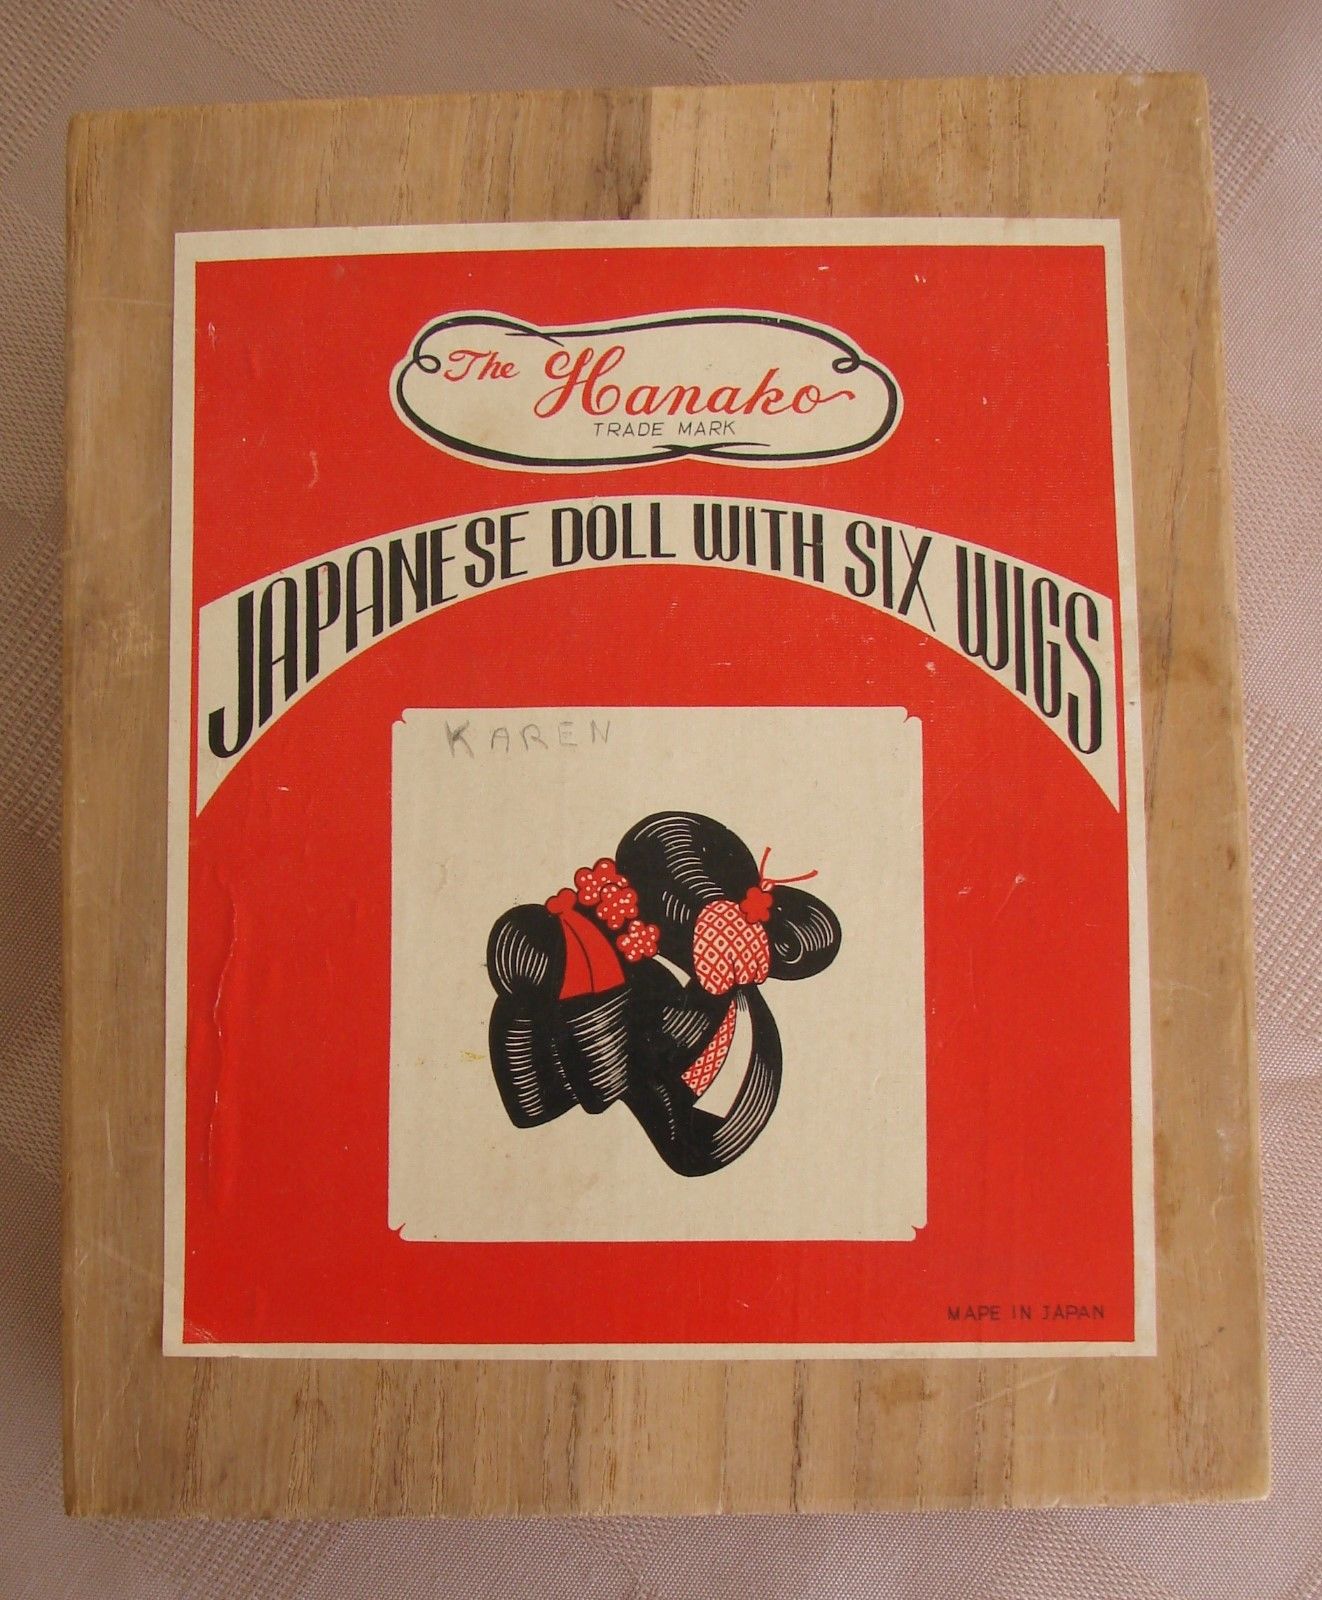 The Hanako
TRADE MARK
JAPANESE DOLL WITH SIX WIGS
KAREN
MAPE IN JAPAN